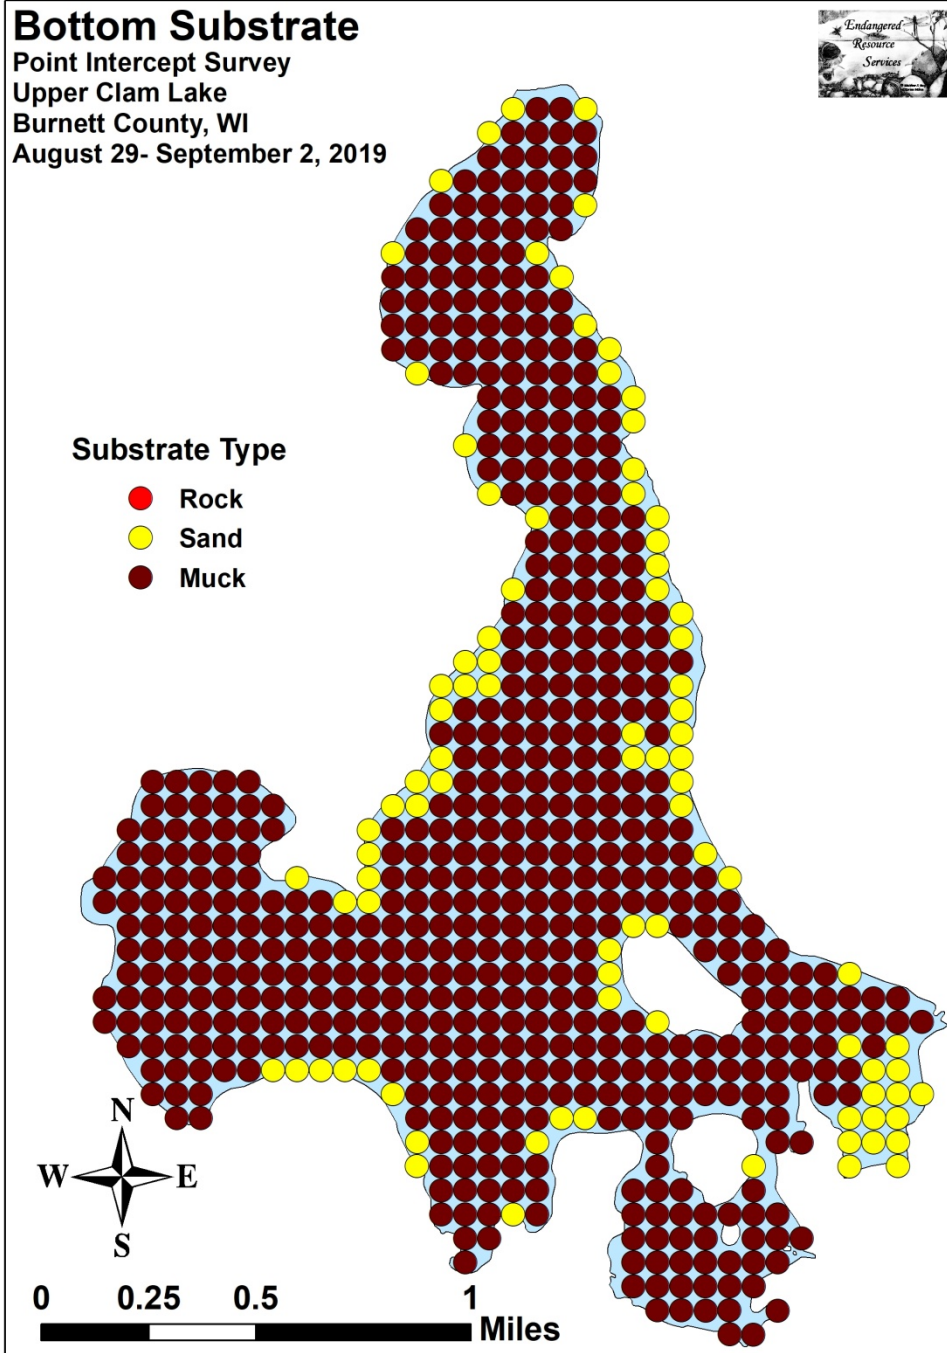 Bottom Substrate
Point Intercept Survey
Upper Clam Lake
Burnett County, WI
August 29- September 2, 2019
Endangered
Resource
Services
Substrate Type
Rock
Sand
Muck
N
W E
S
0 0.25 0.5 1
Miles